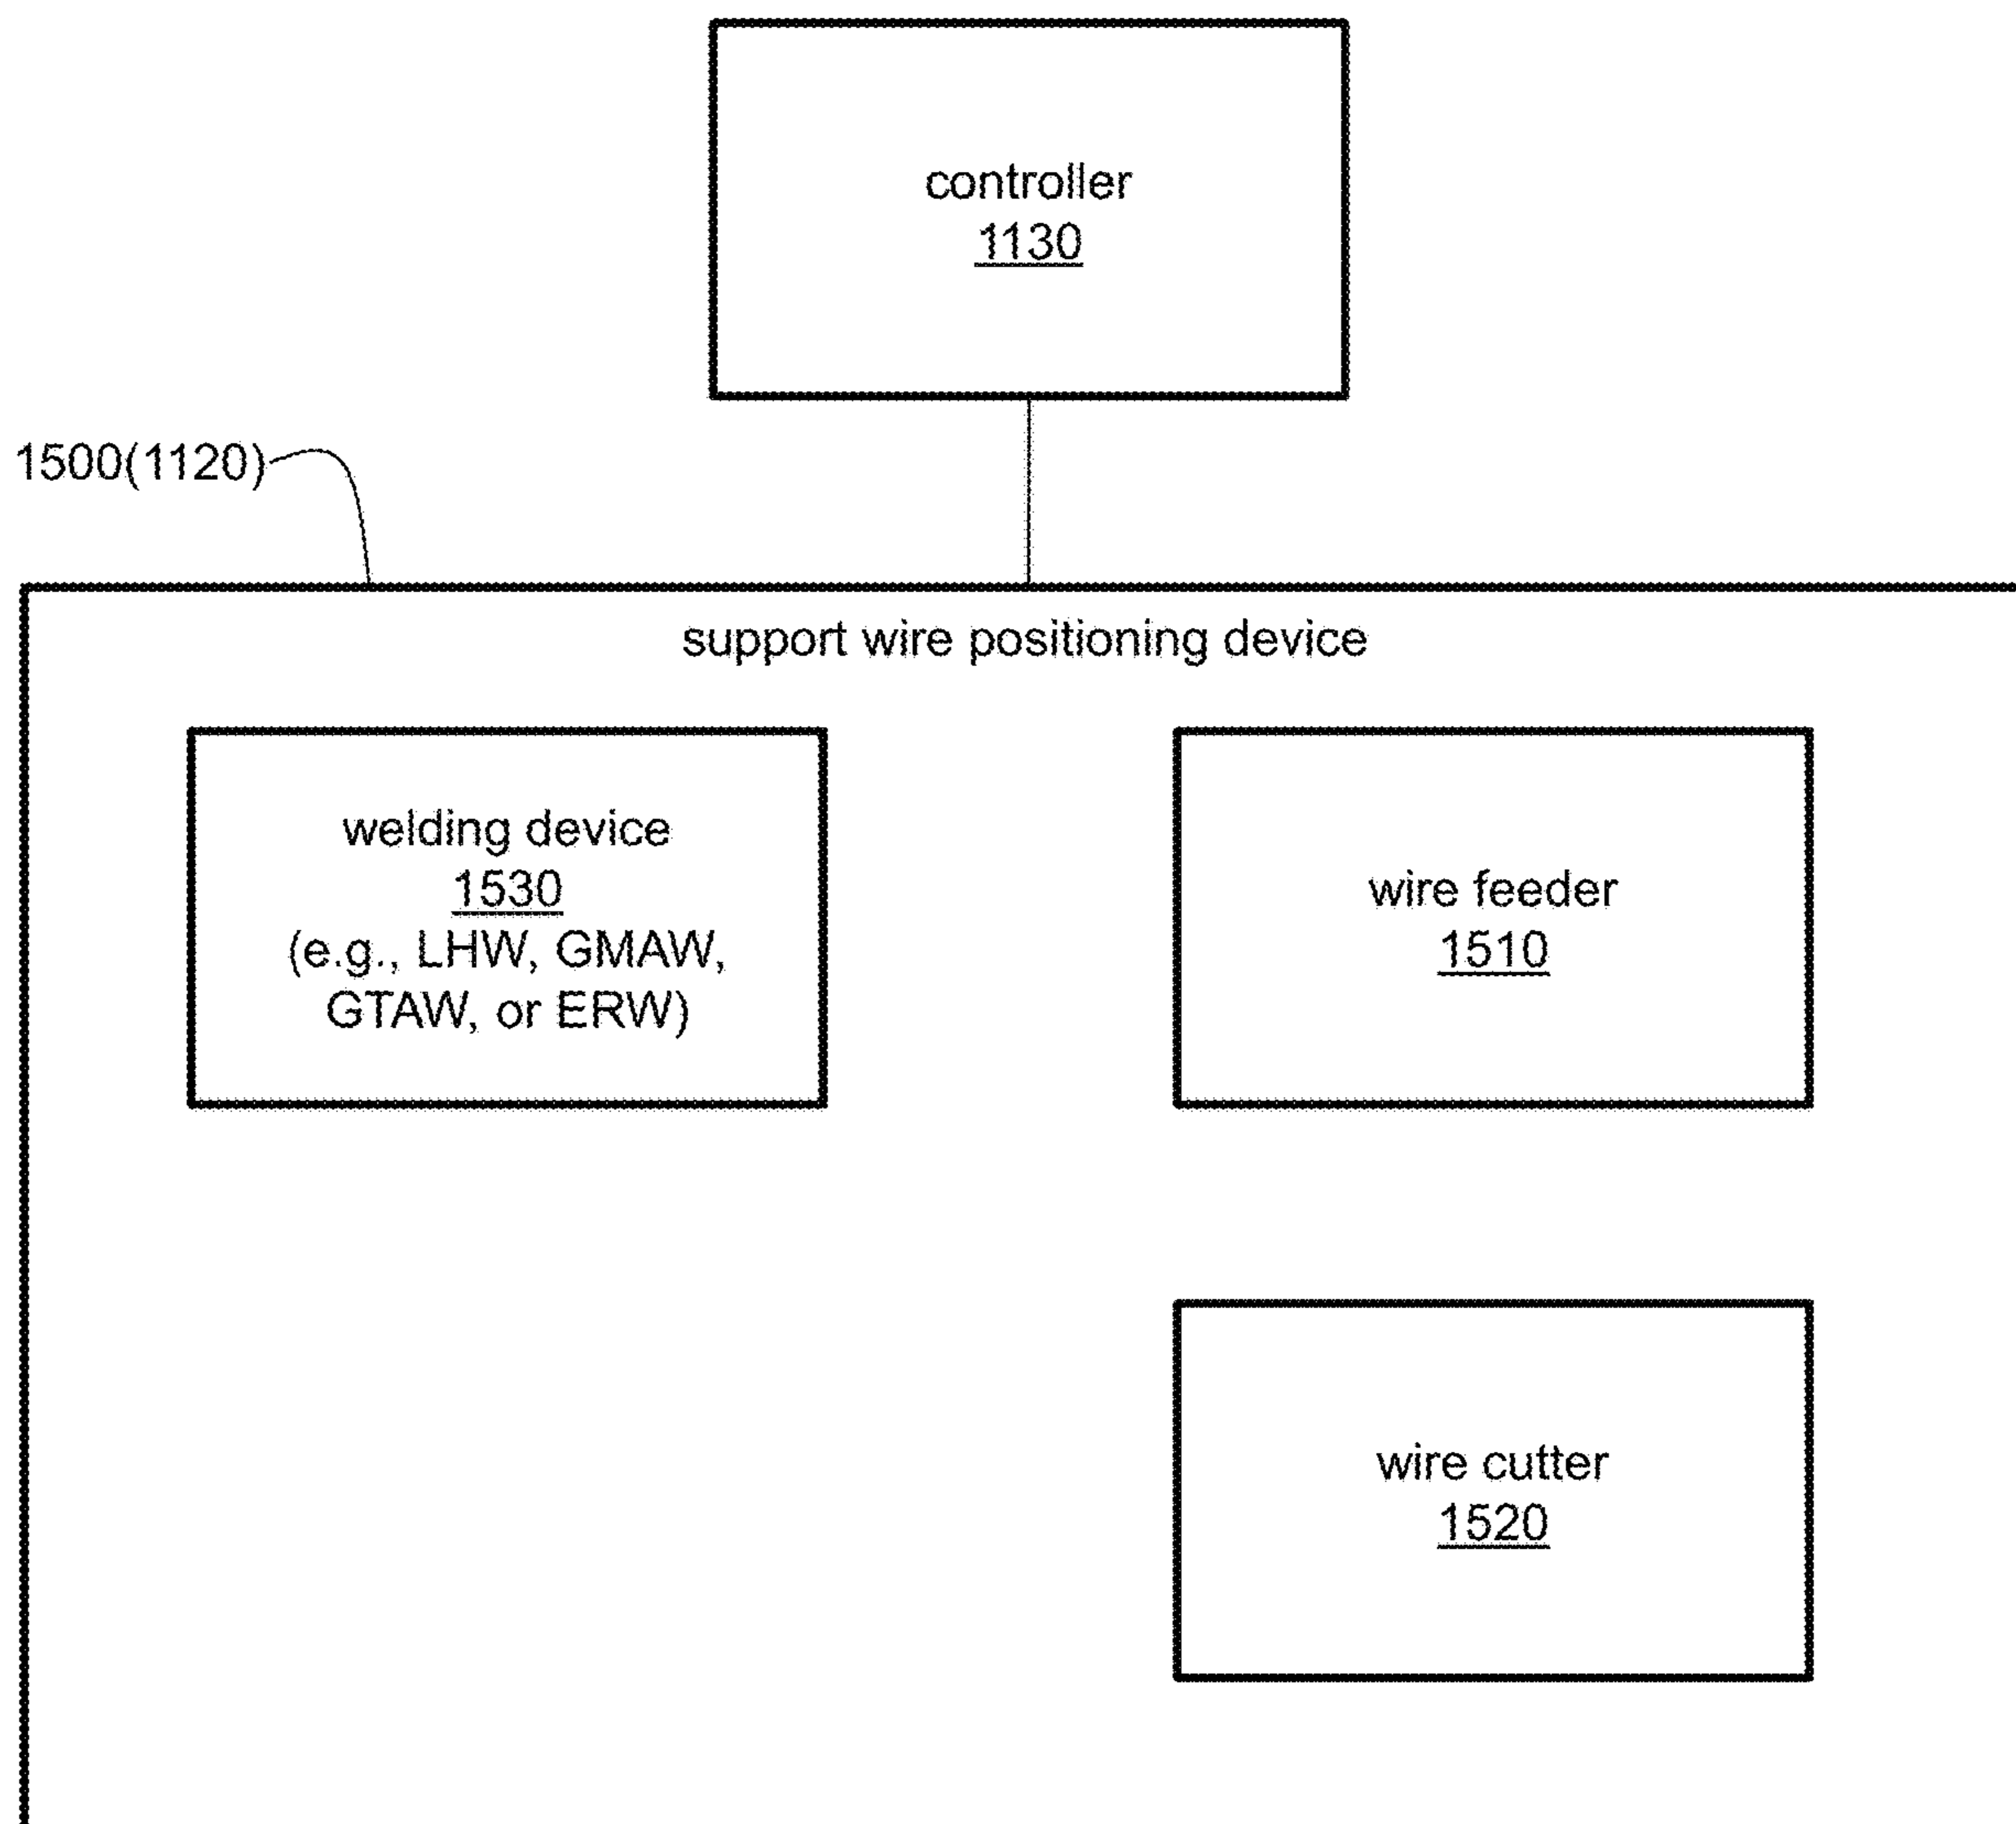 controller
1130
1500(1120)
support wire positioning device
welding device
1530
(e.g., LHW, GMAW,
GTAW, or ERW)
wire feeder
1510
wire cutter
1520